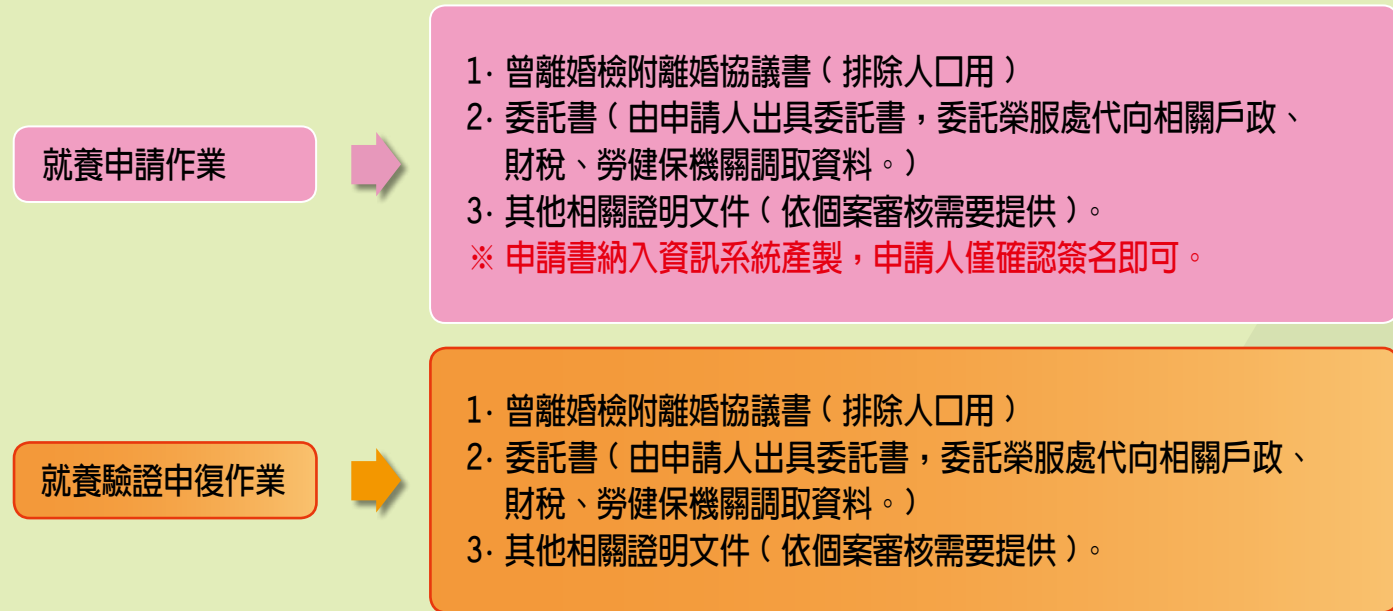 就養申請作業
1. 曾離婚檢附離婚協議書（排除人口用）
2. 委託書（由申請人出具委託書，委託榮服處代向相關戶政、
財稅、勞健保機關調取資料。）
3. 其他相關證明文件（依個案審核需要提供）。
※ 申請書納入資訊系統產製，申請人僅確認簽名即可。
就養驗證申復作業
1. 曾離婚檢附離婚協議書（排除人口用）
2. 委託書（由申請人出具委託書，委託榮服處代向相關戶政、
財稅、勞健保機關調取資料。）
3. 其他相關證明文件（依個案審核需要提供）。